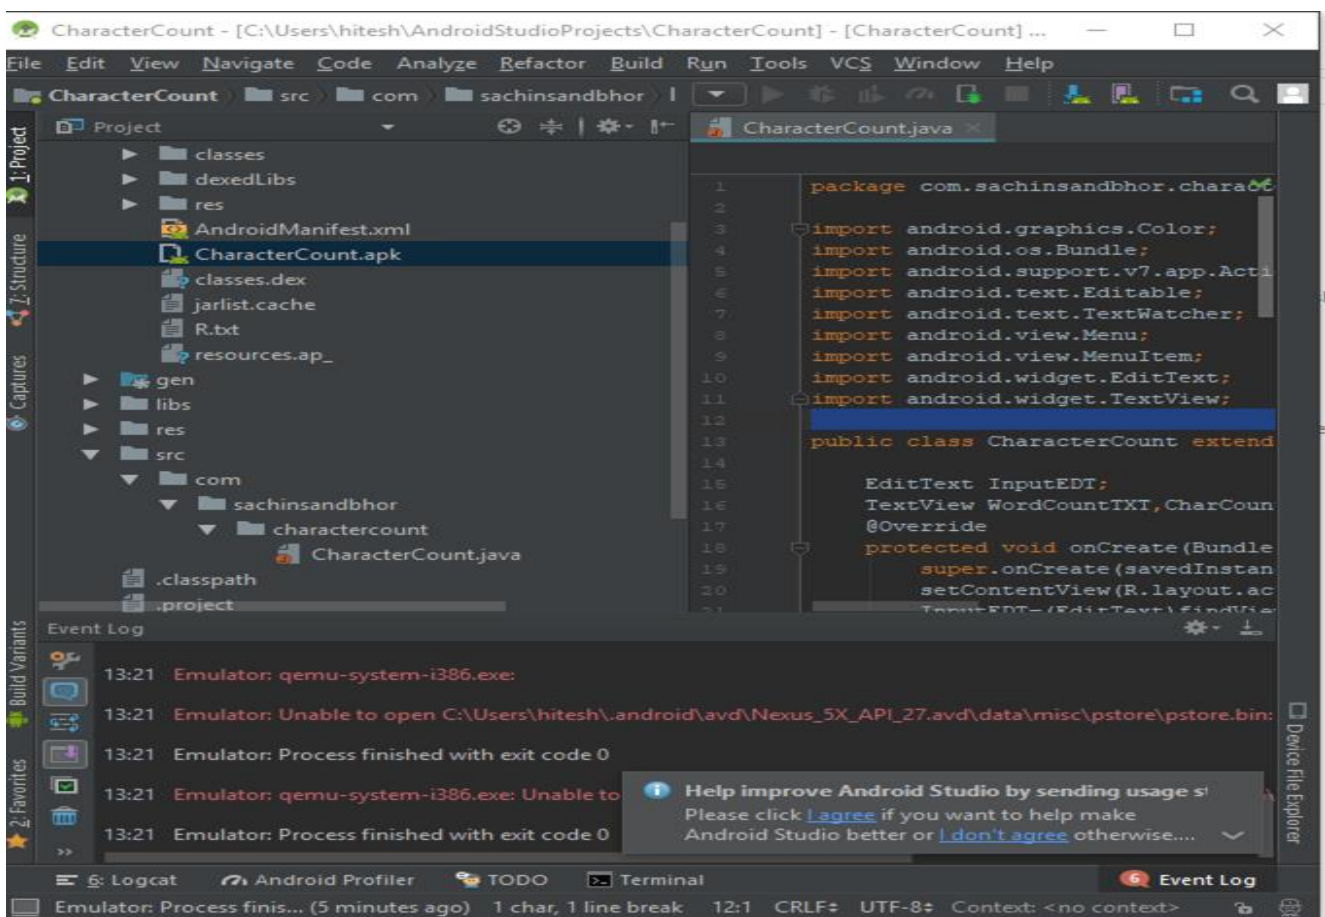 CharacterCount - [C:\Users\hitesh\AndroidStudioProjects\CharacterCount] - [CharacterCount] ...
File Edit View Navigate Code Analyze Refactor Build Run Tools VCS Window Help
CharacterCount src com sachinsandbhor
1: Project
7: Structure
Captures
Build Variants
2: Favorites
Project
classes
dexedLibs
res
AndroidManifest.xml
CharacterCount.apk
classes.dex
jarlist.cache
R.txt
resources.ap_
gen
libs
res
src
com
sachinsandbhor
charactercount
CharacterCount.java
.classpath
.project
CharacterCount.java
1 package com.sachinsandbhor.charact
2
3 import android.graphics.Color;
4 import android.os.Bundle;
5 import android.support.v7.app.Acti
6 import android.text.Editable;
7 import android.text.TextWatcher;
8 import android.view.Menu;
9 import android.view.MenuItem;
10 import android.widget.EditText;
11 import android.widget.TextView;
12
13 public class CharacterCount extend
14
15 EditText InputEDT;
16 TextView WordCountTXT,CharCoun
17 @Override
18 protected void onCreate(Bundle
19 super.onCreate(savedInstan
20 setContentView(R.layout.ac
21 InputEDT=(EditText)findVie
Event Log
13:21 Emulator: qemu-system-i386.exe:
13:21 Emulator: Unable to open C:\Users\hitesh\.android\avd\Nexus_5X_API_27.avd\data\misc\pstore\pstore.bin:
13:21 Emulator: Process finished with exit code 0
13:21 Emulator: qemu-system-i386.exe: Unable to
13:21 Emulator: Process finished with exit code 0
Help improve Android Studio by sending usage st
Please click I agree if you want to help make
Android Studio better or I don't agree otherwise....
Device File Explorer
6: Logcat Android Profiler TODO Terminal 6 Event Log
Emulator: Process finis... (5 minutes ago) 1 char, 1 line break 12:1 CRLF UTF-8 Context: <no context>